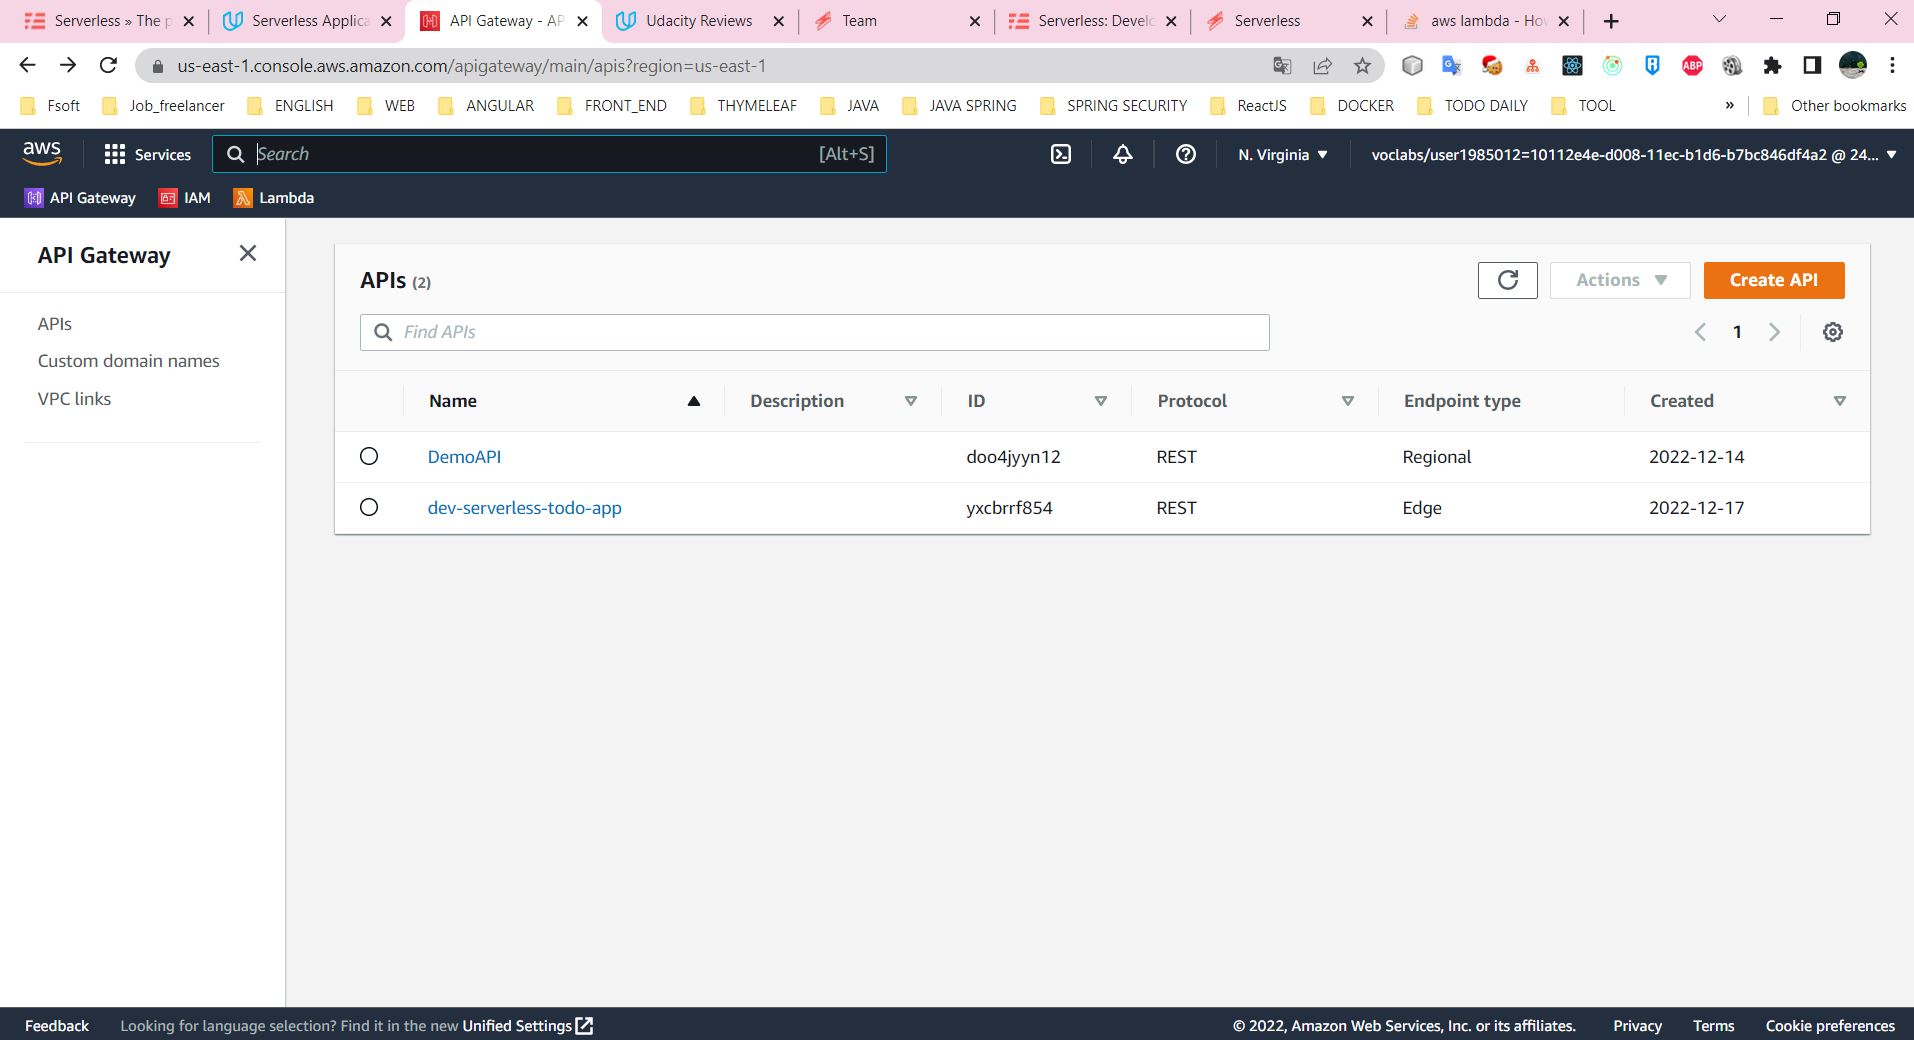 Serverless » The p
Serverless Applica
API Gateway - AP
Udacity Reviews
Team
Serverless: Develo
Serverless
aws lambda - How
us-east-1.console.aws.amazon.com/apigateway/main/apis?region=us-east-1
ABP
Fsoft
Job_freelancer
ENGLISH
WEB
ANGULAR
FRONT_END
THYMELEAF
JAVA
JAVA SPRING
SPRING SECURITY
ReactJS
DOCKER
TODO DAILY
TOOL
»
Other bookmarks
aws
Services
Search
[Alt+S]
N. Virginia
voclabs/user1985012=10112e4e-d008-11ec-b1d6-b7bc846df4a2 @ 24...
API Gateway
IAM
Lambda
API Gateway
APIs
Custom domain names
VPC links
APIs (2)
Actions
Create API
Find APIs
1
Name Description ID Protocol Endpoint type Created
DemoAPI doo4jyyn12 REST Regional 2022-12-14
dev-serverless-todo-app yxcbrrf854 REST Edge 2022-12-17
Feedback
Looking for language selection? Find it in the new Unified Settings
© 2022, Amazon Web Services, Inc. or its affiliates.
Privacy
Terms
Cookie preferences